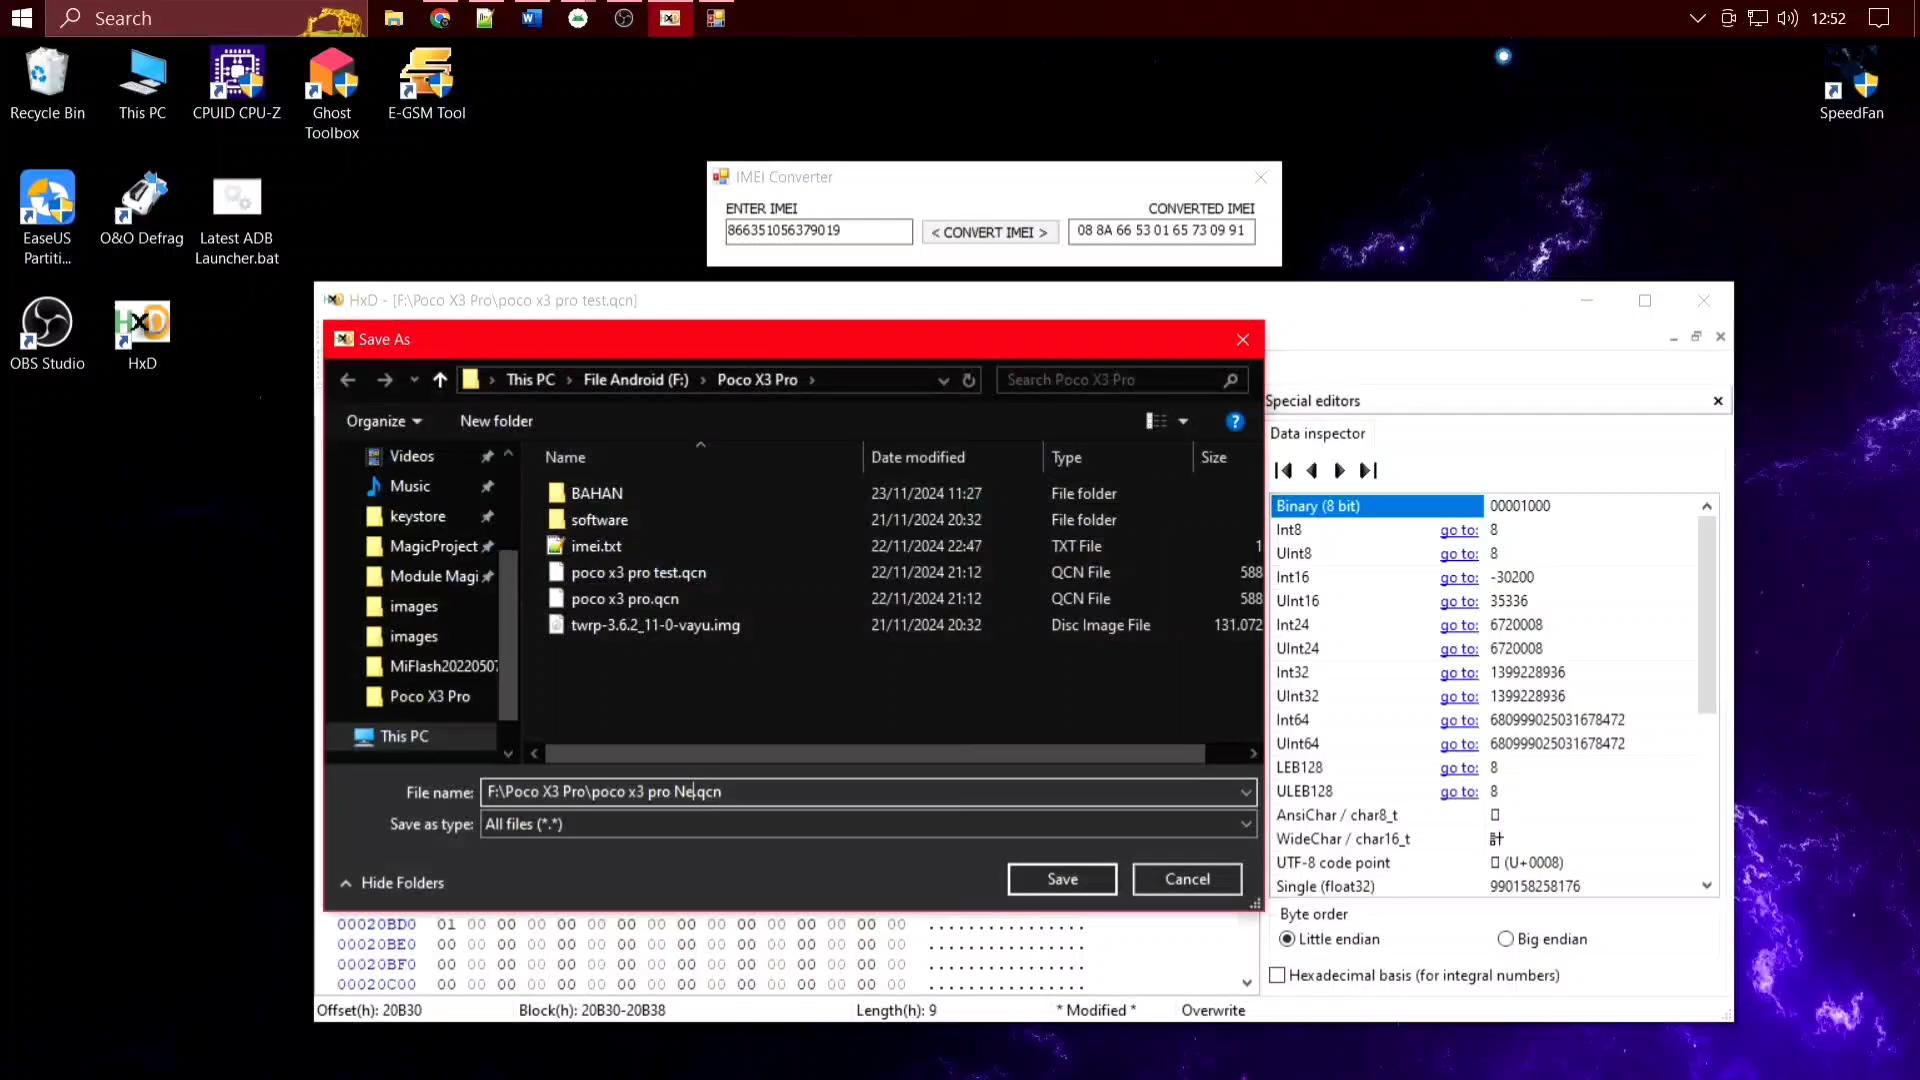 Search
12:52
Recycle Bin
This PC
CPUID CPU-Z
Ghost
Toolbox
E-GSM Tool
SpeedFan
EaseUS
Partiti...
O&O Defrag
Latest ADB
Launcher.bat
OBS Studio
HxD
IMEI Converter
ENTER IMEI
CONVERTED IMEI
866351056379019
< CONVERT IMEI >
08 8A 66 53 01 65 73 09 91
HxD - [F:\Poco X3 Pro\poco x3 pro test.qcn]
Save As
This PC > File Android (F:) > Poco X3 Pro >
Search Poco X3 Pro
Organize
New folder
Videos
Music
keystore
MagicProject
Module Magi
images
images
MiFlash20220507
Poco X3 Pro
This PC
Name Date modified Type Size
BAHAN 23/11/2024 11:27 File folder
software 21/11/2024 20:32 File folder
imei.txt 22/11/2024 22:47 TXT File 1
poco x3 pro test.qcn 22/11/2024 21:12 QCN File 588
poco x3 pro.qcn 22/11/2024 21:12 QCN File 588
twrp-3.6.2_11-0-vayu.img 21/11/2024 20:32 Disc Image File 131.072
File name: F:\Poco X3 Pro\poco x3 pro Ne.qcn
Save as type: All files (*.*)
Hide Folders
Save
Cancel
Special editors
Data inspector
Binary (8 bit) 00001000
Int8 go to: 8
UInt8 go to: 8
Int16 go to: -30200
UInt16 go to: 35336
Int24 go to: 6720008
UInt24 go to: 6720008
Int32 go to: 1399228936
UInt32 go to: 1399228936
Int64 go to: 680999025031678472
UInt64 go to: 680999025031678472
LEB128 go to: 8
ULEB128 go to: 8
AnsiChar / char8_t
WideChar / char16_t 計
UTF-8 code point (U+0008)
Single (float32) 990158258176
Byte order
Little endian
Big endian
Hexadecimal basis (for integral numbers)
00020BD0 01 00 00 00 00 00 00 00 00 00 00 00 00 00 00 00 ................
00020BE0 00 00 00 00 00 00 00 00 00 00 00 00 00 00 00 00 ................
00020BF0 00 00 00 00 00 00 00 00 00 00 00 00 00 00 00 00 ................
00020C00 00 00 00 00 00 00 00 00 00 00 00 00 00 00 00 00 ................
Offset(h): 20B30 Block(h): 20B30-20B38 Length(h): 9 * Modified * Overwrite